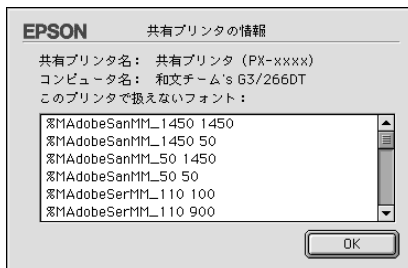 EPSON 共有プリンタの情報
共有プリンタ名： 共有プリンタ (PX-xxxx)
コンピュータ名： 和文チーム's G3/266DT
このプリンタで扱えないフォント：
%MAdobeSanMM_1450 1450
%MAdobeSanMM_1450 50
%MAdobeSanMM_50 1450
%MAdobeSanMM_50 50
%MAdobeSerMM_110 100
%MAdobeSerMM_110 900
OK